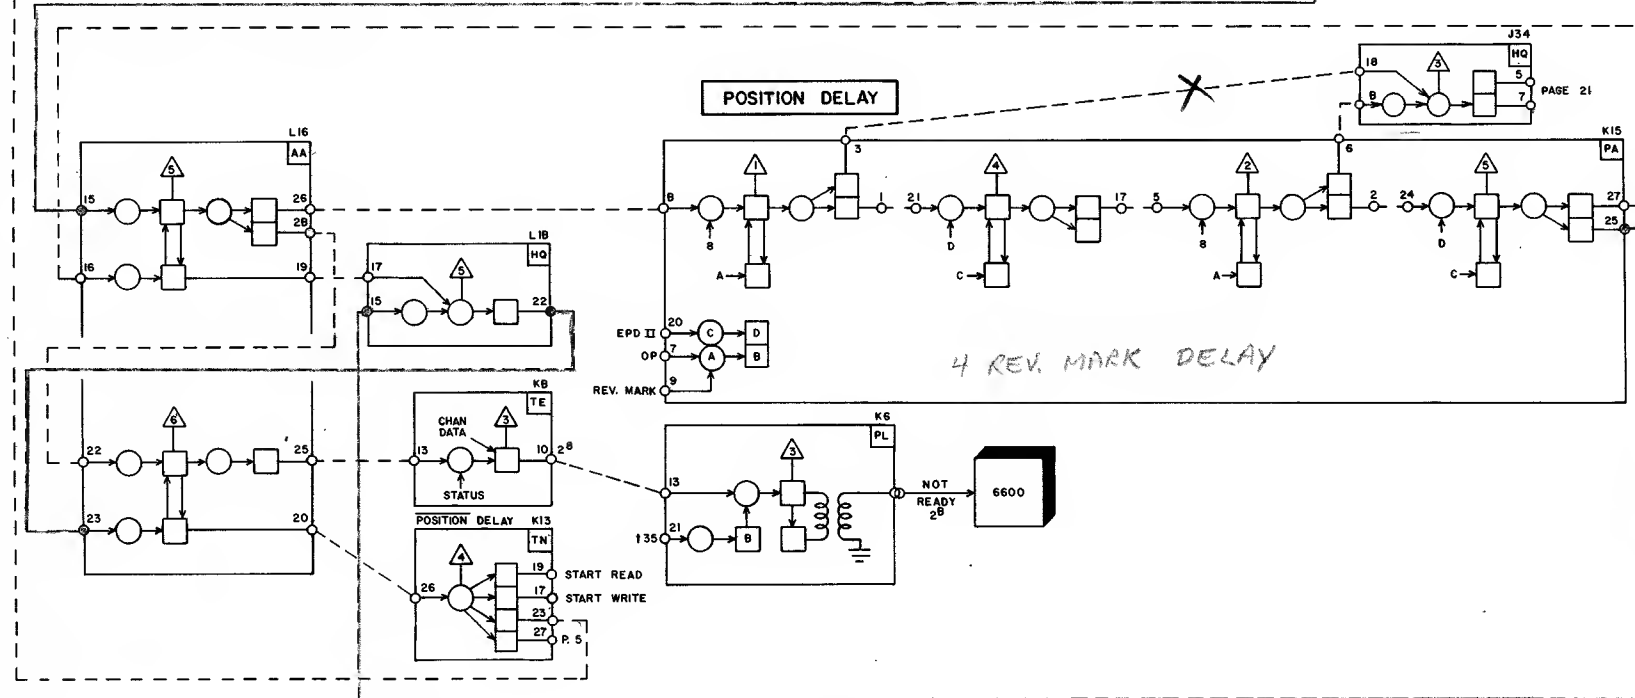 J34
HQ
18
3
5
8
7
PAGE 21
POSITION DELAY
L16
AA
5
15
26
28
16
19
K15
PA
3
6
1
4
2
5
8
1
21
17
5
2
24
27
25
8
D
8
D
A
C
A
C
L18
HQ
17
5
15
22
EPD II
20
C
D
OP
7
A
B
REV. MARK
9
4 REV. MARK DELAY
6
22
25
23
20
K8
TE
CHAN
DATA
3
13
10
2⁸
STATUS
K6
PL
3
13
21
t35
B
NOT
READY
2⁸
6600
POSITION DELAY
K13
TN
4
26
19
START READ
17
START WRITE
23
27
P. 5